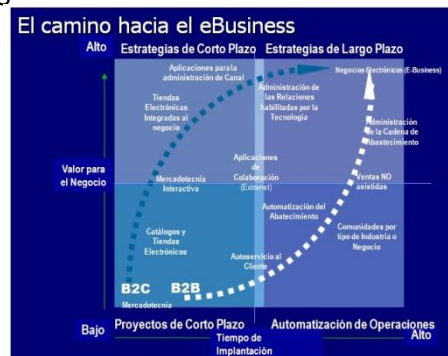 El camino hacia el eBusiness
Alto
Estrategias de Corto Plazo
Estrategias de Largo Plazo
Aplicaciones para la
administración de Canal
Negocios Electrónicos (E-Business)
Tiendas
Electrónicas
Integradas al
negocio
Administración de
las Relaciones
habilitadas por la
Tecnología
Administración
de la Cadena de
Abastecimiento
Valor para
el Negocio
Mercadotecnia
Interactiva
Aplicaciones
de
Colaboración
(Extranet)
Ventas NO
asistidas
Catálogos y
Tiendas
Electrónicos
Automatización del
Abatecimiento
Comunidades por
tipo de Industria o
Negocio
Autoservicio al
Cliente
B2C
B2B
Mercadotecnia
Bajo
Proyectos de Corto Plazo
Automatización de Operaciones
Tiempo de
Implantación
Alto